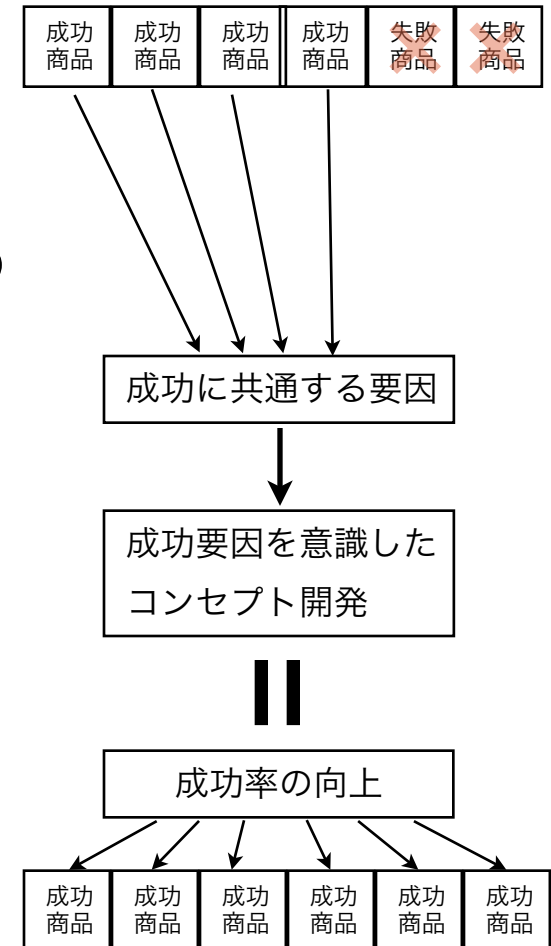 成功 成功 成功 成功 失敗 失敗
商品 商品 商品 商品 商品 商品
)
成功に共通する要因
成功要因を意識した
コンセプト開発
成功率の向上
成功 成功 成功 成功 成功 成功
商品 商品 商品 商品 商品 商品